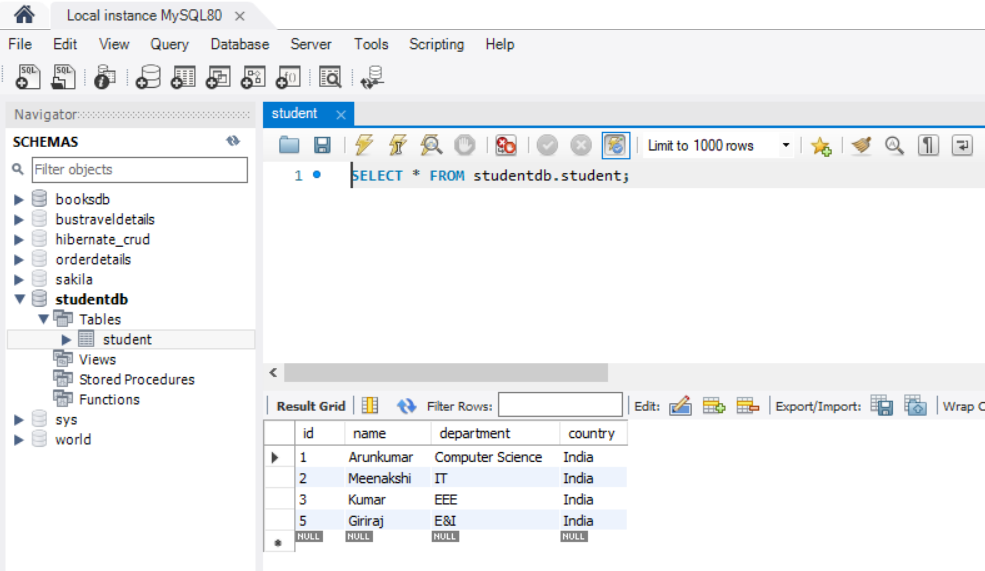 Local instance MySQL80 ×
File Edit View Query Database Server Tools Scripting Help
Navigator
student ×
SCHEMAS
Limit to 1000 rows
Filter objects
1 SELECT * FROM studentdb.student;
booksdb
bustraveldetails
hibernate_crud
orderdetails
sakila
studentdb
Tables
student
Views
Stored Procedures
Functions
sys
world
Result Grid Filter Rows: Edit: Export/Import: Wrap C
id name department country
1 Arunkumar Computer Science India
2 Meenakshi IT India
3 Kumar EEE India
5 Giriraj E&I India
NULL NULL NULL NULL